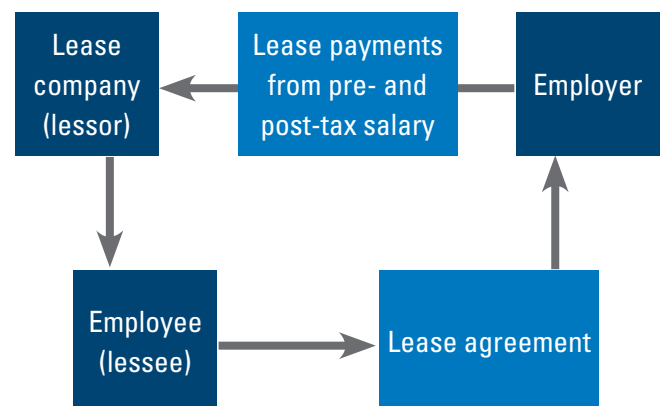 Lease
company
(lessor)
Lease payments
from pre- and
post-tax salary
Employer
Employee
(lessee)
Lease agreement